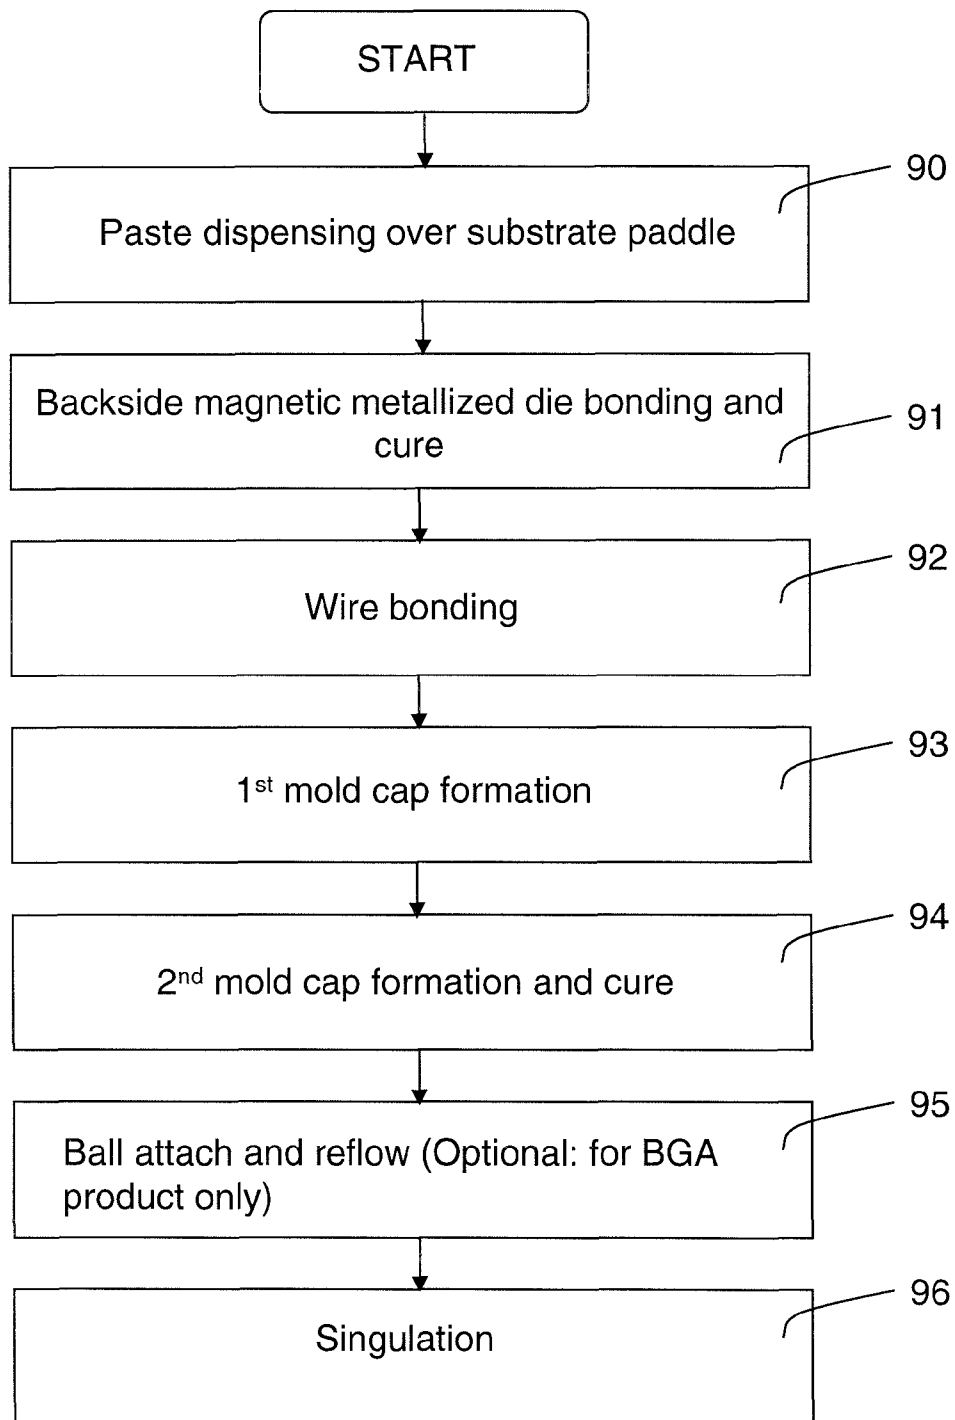 START
90
Paste dispensing over substrate paddle
Backside magnetic metallized die bonding and
cure
91
92
Wire bonding
93
1st mold cap formation
94
2nd mold cap formation and cure
95
Ball attach and reflow (Optional: for BGA
product only)
96
Singulation